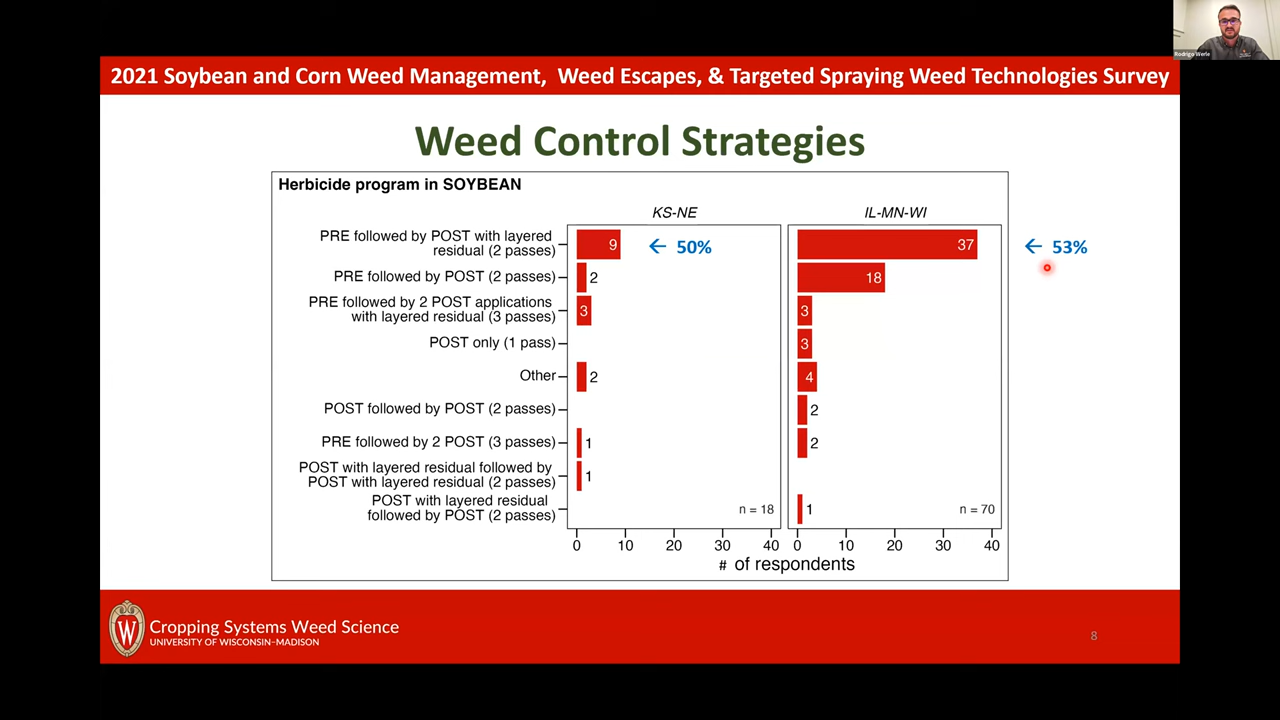 Rodrigo Werle
2021 Soybean and Corn Weed Management, Weed Escapes, & Targeted Spraying Weed Technologies Survey
Weed Control Strategies
Herbicide program in SOYBEAN
KS-NE
IL-MN-WI
PRE followed by POST with layered
residual (2 passes)
9
← 50%
37
← 53%
PRE followed by POST (2 passes)
2
18
PRE followed by 2 POST applications
with layered residual (3 passes)
3
3
POST only (1 pass)
3
Other
2
4
POST followed by POST (2 passes)
2
PRE followed by 2 POST (3 passes)
1
2
POST with layered residual followed by
POST with layered residual (2 passes)
1
POST with layered residual
followed by POST (2 passes)
1
n = 18
n = 70
0 10 20 30 40
0 10 20 30 40
# of respondents
W
Cropping Systems Weed Science
UNIVERSITY OF WISCONSIN–MADISON
8